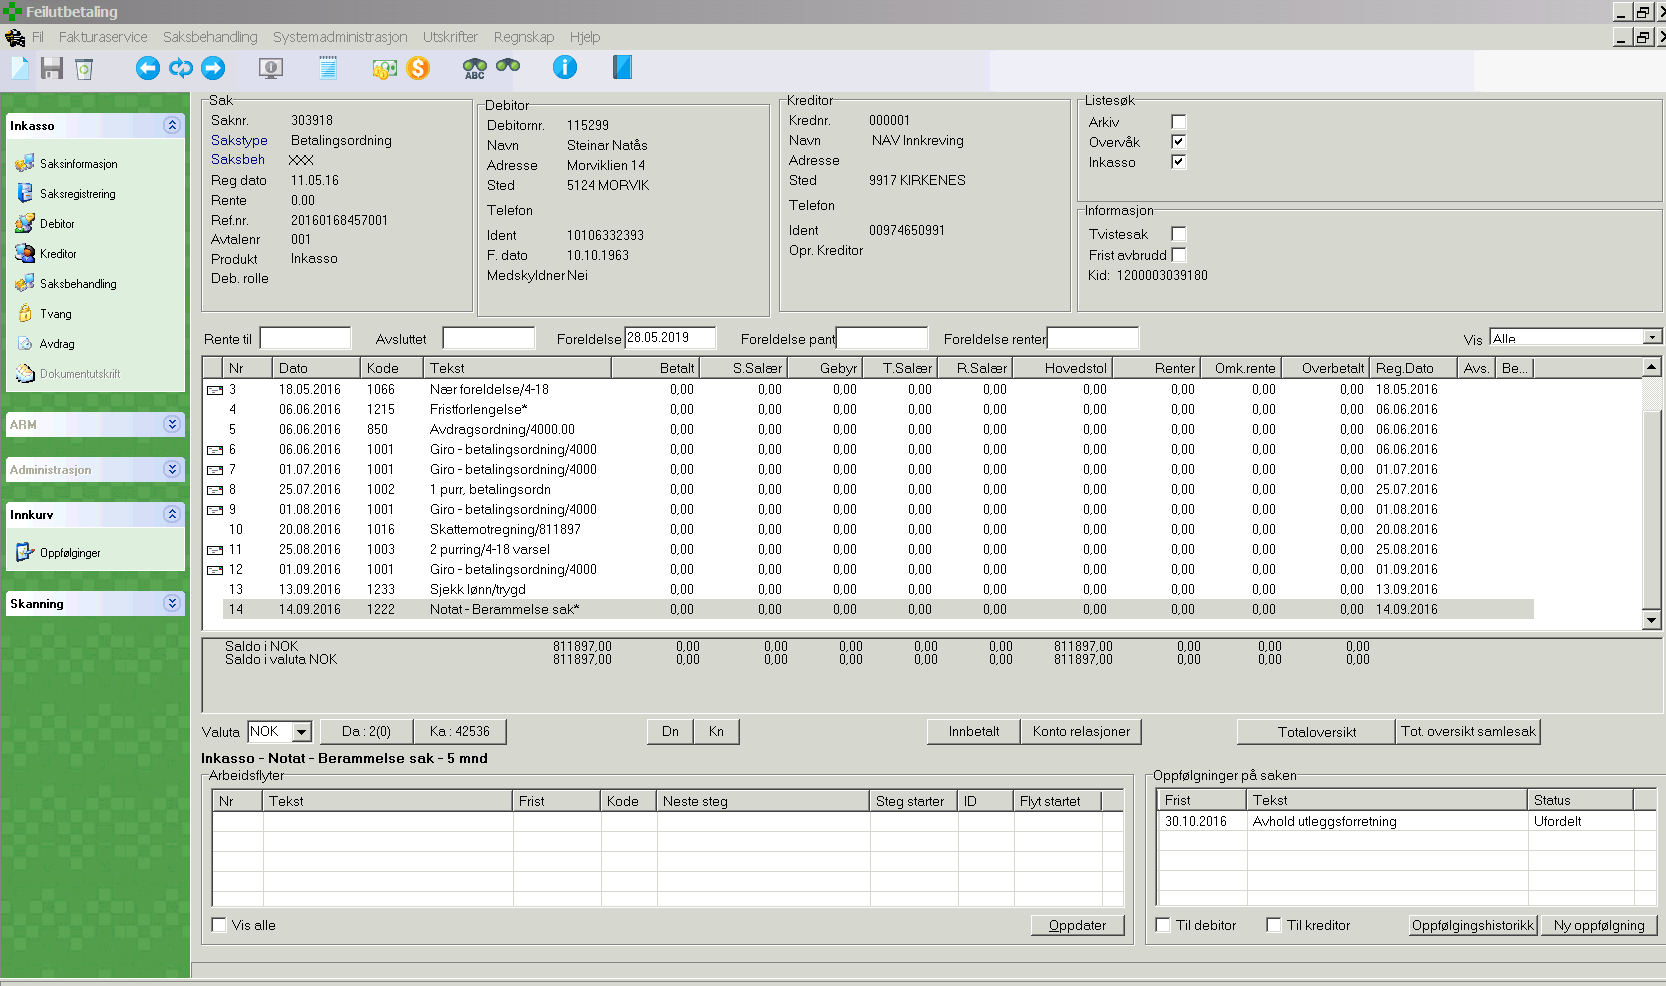 Feilutbetaling
Fil Fakturaservice Saksbehandling Systemadministrasjon Utskrifter Regnskap Hjelp
ABC
Inkasso
Saksinformasjon
Saksregistrering
Debitor
Kreditor
Saksbehandling
Tvang
Avdrag
Dokumentutskrift
ARM
Administrasjon
Innkurv
Oppfølginger
Skanning
Sak
Saknr. 303918
Sakstype Betalingsordning
Saksbeh XXX
Reg dato 11.05.16
Rente 0.00
Ref.nr. 20160168457001
Avtalenr 001
Produkt Inkasso
Deb. rolle
Debitor
Debitornr. 115299
Navn Steinar Natås
Adresse Morviklien 14
Sted 5124 MORVIK
Telefon
Ident 10106332393
F. dato 10.10.1963
Medskyldner Nei
Kreditor
Krednr. 000001
Navn NAV Innkreving
Adresse
Sted 9917 KIRKENES
Telefon
Ident 00974650991
Opr. Kreditor
Listesøk
Arkiv
Overvåk
Inkasso
Informasjon
Tvistesak
Frist avbrudd
Kid: 1200003039180
Rente til Avsluttet Foreldelse 28.05.2019 Foreldelse pant Foreldelse renter Vis Alle
Nr Dato Kode Tekst Betalt S.Salær Gebyr T.Salær R.Salær Hovedstol Renter Omk.rente Overbetalt Reg.Dato Avs. Be...
3 18.05.2016 1066 Nær foreldelse/4-18 0,00 0,00 0,00 0,00 0,00 0,00 0,00 0,00 0,00 18.05.2016
4 06.06.2016 1215 Fristforlengelse* 0,00 0,00 0,00 0,00 0,00 0,00 0,00 0,00 0,00 06.06.2016
5 06.06.2016 850 Avdragsordning/4000.00 0,00 0,00 0,00 0,00 0,00 0,00 0,00 0,00 0,00 06.06.2016
6 06.06.2016 1001 Giro - betalingsordning/4000 0,00 0,00 0,00 0,00 0,00 0,00 0,00 0,00 0,00 06.06.2016
7 01.07.2016 1001 Giro - betalingsordning/4000 0,00 0,00 0,00 0,00 0,00 0,00 0,00 0,00 0,00 01.07.2016
8 25.07.2016 1002 1 purr, betalingsordn 0,00 0,00 0,00 0,00 0,00 0,00 0,00 0,00 0,00 25.07.2016
9 01.08.2016 1001 Giro - betalingsordning/4000 0,00 0,00 0,00 0,00 0,00 0,00 0,00 0,00 0,00 01.08.2016
10 20.08.2016 1016 Skattemotregning/811897 0,00 0,00 0,00 0,00 0,00 0,00 0,00 0,00 0,00 20.08.2016
11 25.08.2016 1003 2 purring/4-18 varsel 0,00 0,00 0,00 0,00 0,00 0,00 0,00 0,00 0,00 25.08.2016
12 01.09.2016 1001 Giro - betalingsordning/4000 0,00 0,00 0,00 0,00 0,00 0,00 0,00 0,00 0,00 01.09.2016
13 13.09.2016 1233 Sjekk lønn/trygd 0,00 0,00 0,00 0,00 0,00 0,00 0,00 0,00 0,00 13.09.2016
14 14.09.2016 1222 Notat - Berammelse sak* 0,00 0,00 0,00 0,00 0,00 0,00 0,00 0,00 0,00 14.09.2016
Saldo i NOK 811897,00 0,00 0,00 0,00 0,00 0,00 811897,00 0,00 0,00 0,00
Saldo i valuta NOK 811897,00 0,00 0,00 0,00 0,00 0,00 811897,00 0,00 0,00 0,00
Valuta NOK Da : 2(0) Ka : 42536 Dn Kn Innbetalt Konto relasjoner Totaloversikt Tot. oversikt samlesak
Inkasso - Notat - Berammelse sak - 5 mnd
Arbeidsflyter
Nr Tekst Frist Kode Neste steg Steg starter ID Flyt startet
Vis alle Oppdater
Oppfølgninger på saken
Frist Tekst Status
30.10.2016 Avhold utleggsforretning Ufordelt
Til debitor Til kreditor Oppfølgingshistorikk Ny oppfølgning